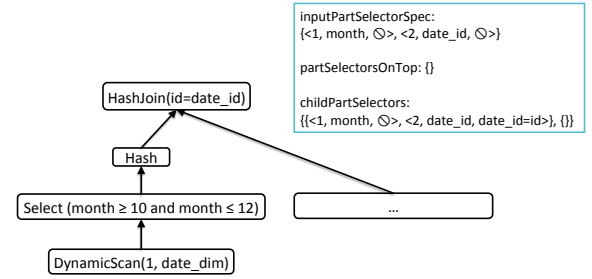 inputPartSelectorSpec:
{<1, month, ⃠>, <2, date_id, ⃠>}
partSelectorsOnTop: {}
childPartSelectors:
{{<1, month, ⃠>, <2, date_id, date_id=id>}, {}}
HashJoin(id=date_id)
Hash
Select (month ≥ 10 and month ≤ 12)
...
DynamicScan(1, date_dim)